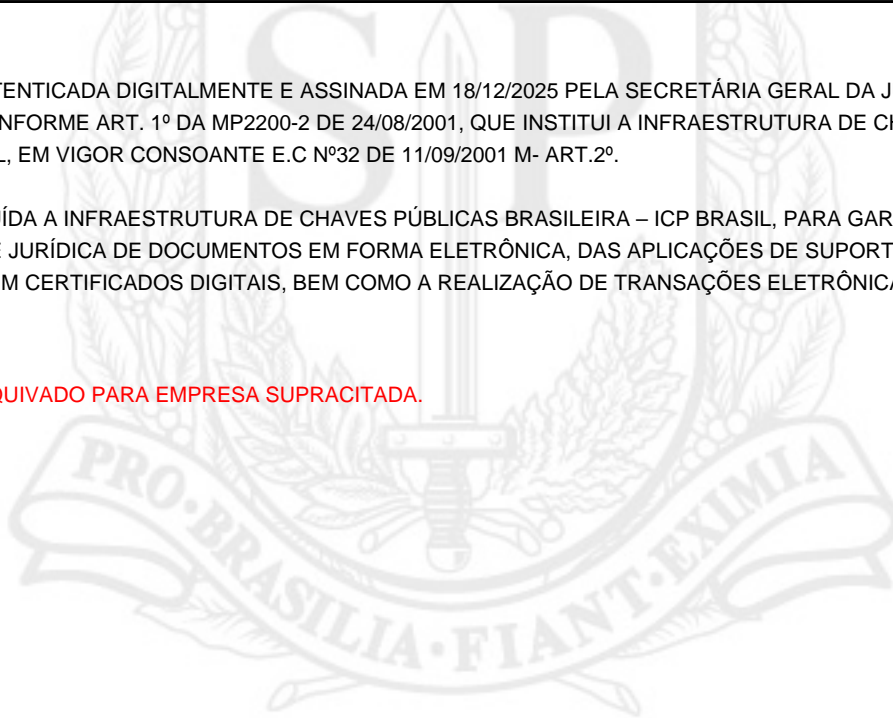 TENTICADA DIGITALMENTE E ASSINADA EM 18/12/2025 PELA SECRETÁRIA GERAL DA J
NFORME ART. 1º DA MP2200-2 DE 24/08/2001, QUE INSTITUI A INFRAESTRUTURA DE CH
L, EM VIGOR CONSOANTE E.C Nº32 DE 11/09/2001 M- ART.2º.
ÍDA A INFRAESTRUTURA DE CHAVES PÚBLICAS BRASILEIRA – ICP BRASIL, PARA GAR
E JURÍDICA DE DOCUMENTOS EM FORMA ELETRÔNICA, DAS APLICAÇÕES DE SUPORT
M CERTIFICADOS DIGITAIS, BEM COMO A REALIZAÇÃO DE TRANSAÇÕES ELETRÔNICA
QUIVADO PARA EMPRESA SUPRACITADA.
SP
PRO·BRASILIA·FIANT·EXIMIA